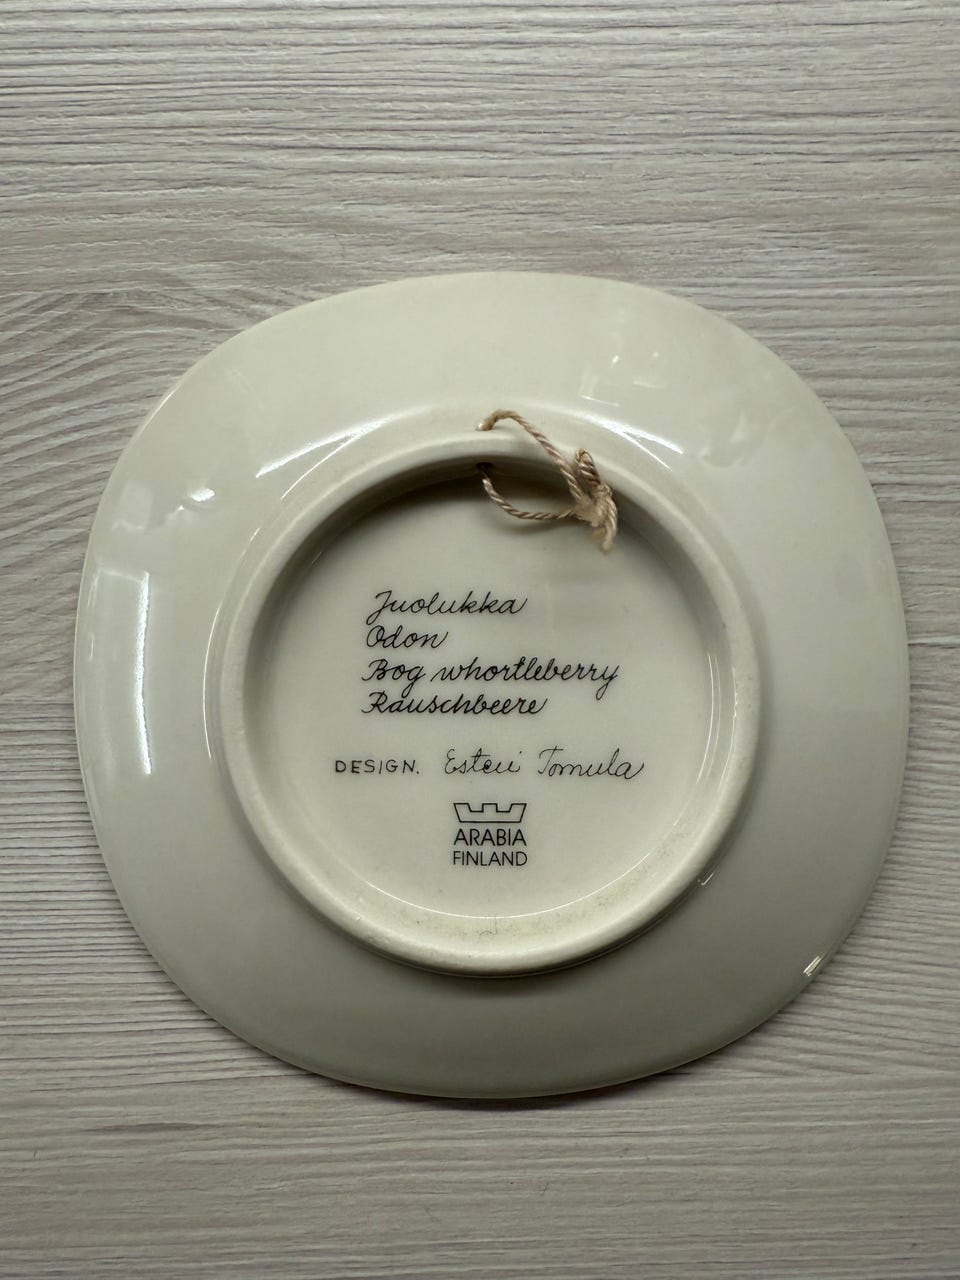 Juolukka
Odon
Bog whortleberry
Rauschbeere
DESIGN. Esteri Tomula
ARABIA
FINLAND